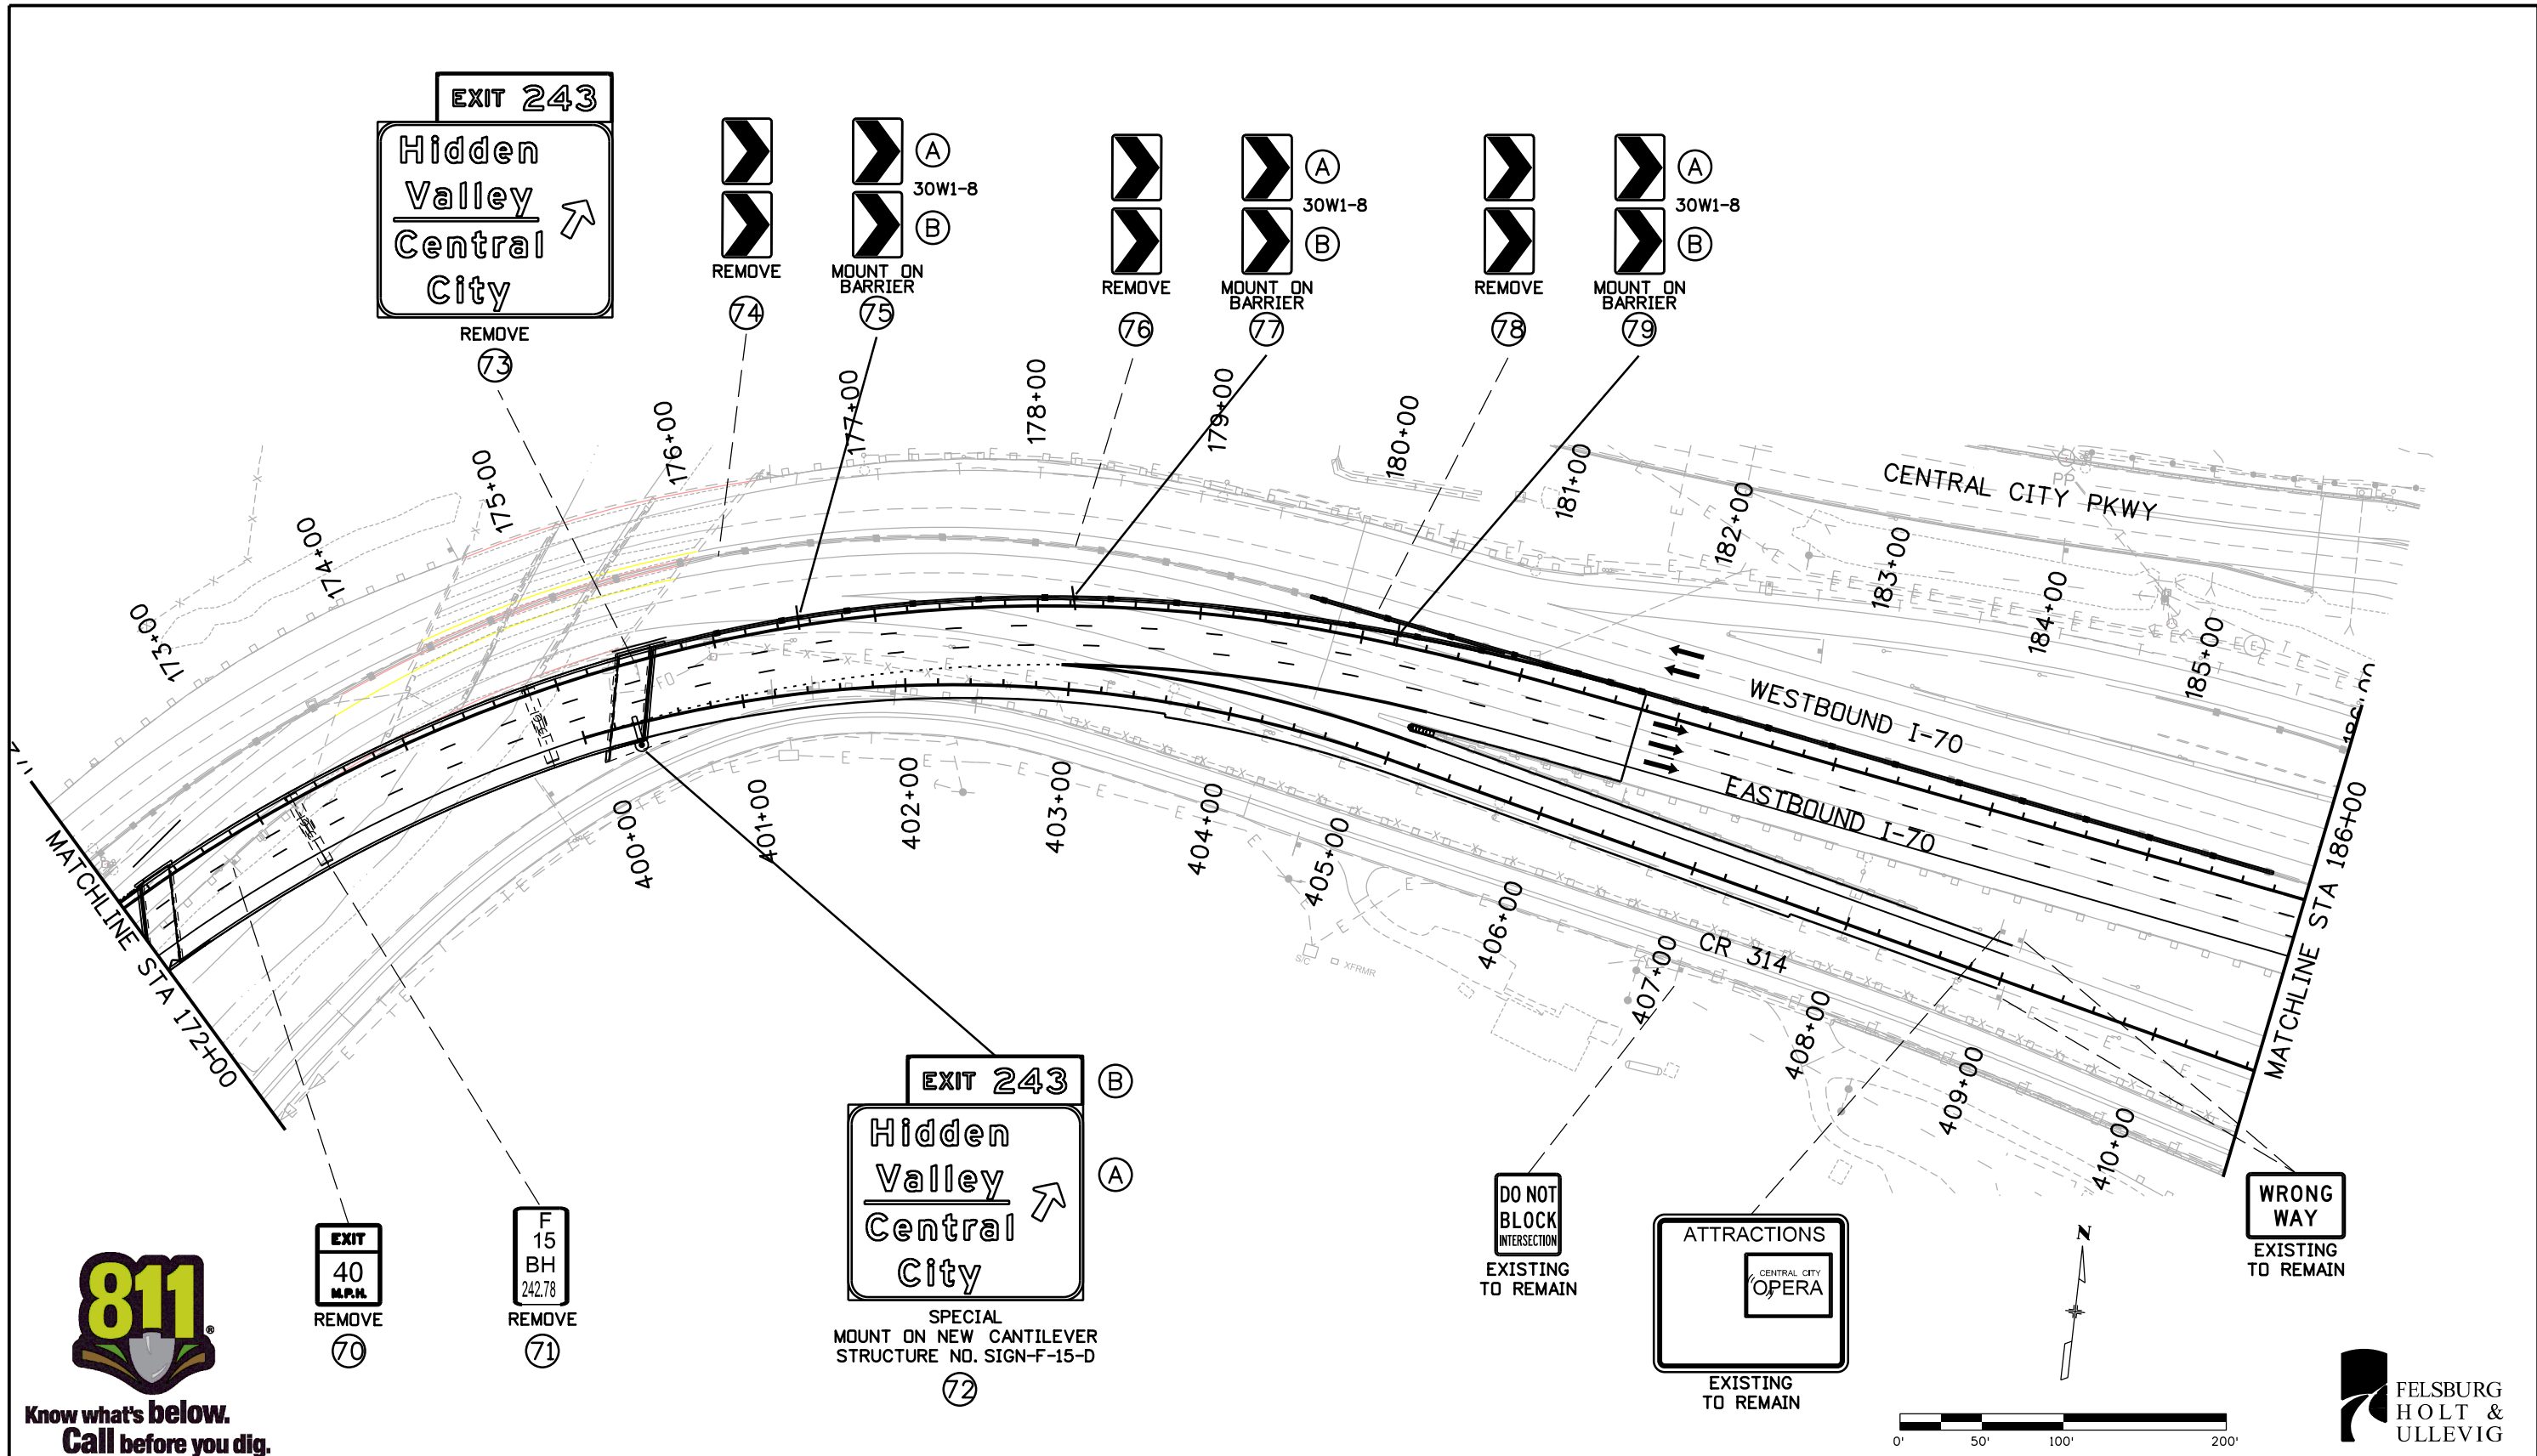 EXIT 243
Hidden
Valley
Central
City
REMOVE
73
REMOVE
74
A
30W1-8
B
MOUNT ON
BARRIER
75
REMOVE
76
A
30W1-8
B
MOUNT ON
BARRIER
77
REMOVE
78
A
30W1-8
B
MOUNT ON
BARRIER
79
173+00
174+00
175+00
176+00
177+00
178+00
179+00
180+00
181+00
182+00
183+00
184+00
185+00
CENTRAL CITY PKWY
PP
WESTBOUND I-70
EASTBOUND I-70
FO
MATCHLINE STA 172+00
MATCHLINE STA 186+00
400+00
401+00
402+00
403+00
404+00
405+00
406+00
407+00
408+00
409+00
410+00
CR 314
S/C
XFRMR
EXIT
40
M.P.H.
REMOVE
70
F
15
BH
242.78
REMOVE
71
EXIT 243
B
Hidden
Valley
A
Central
City
SPECIAL
MOUNT ON NEW CANTILEVER
STRUCTURE NO. SIGN-F-15-D
72
DO NOT
BLOCK
INTERSECTION
EXISTING
TO REMAIN
ATTRACTIONS
CENTRAL CITY
OPERA
EXISTING
TO REMAIN
WRONG
WAY
EXISTING
TO REMAIN
N
0' 50' 100' 200'
811
®
Know what's below.
Call before you dig.
FELSBURG
HOLT &
ULLEVIG